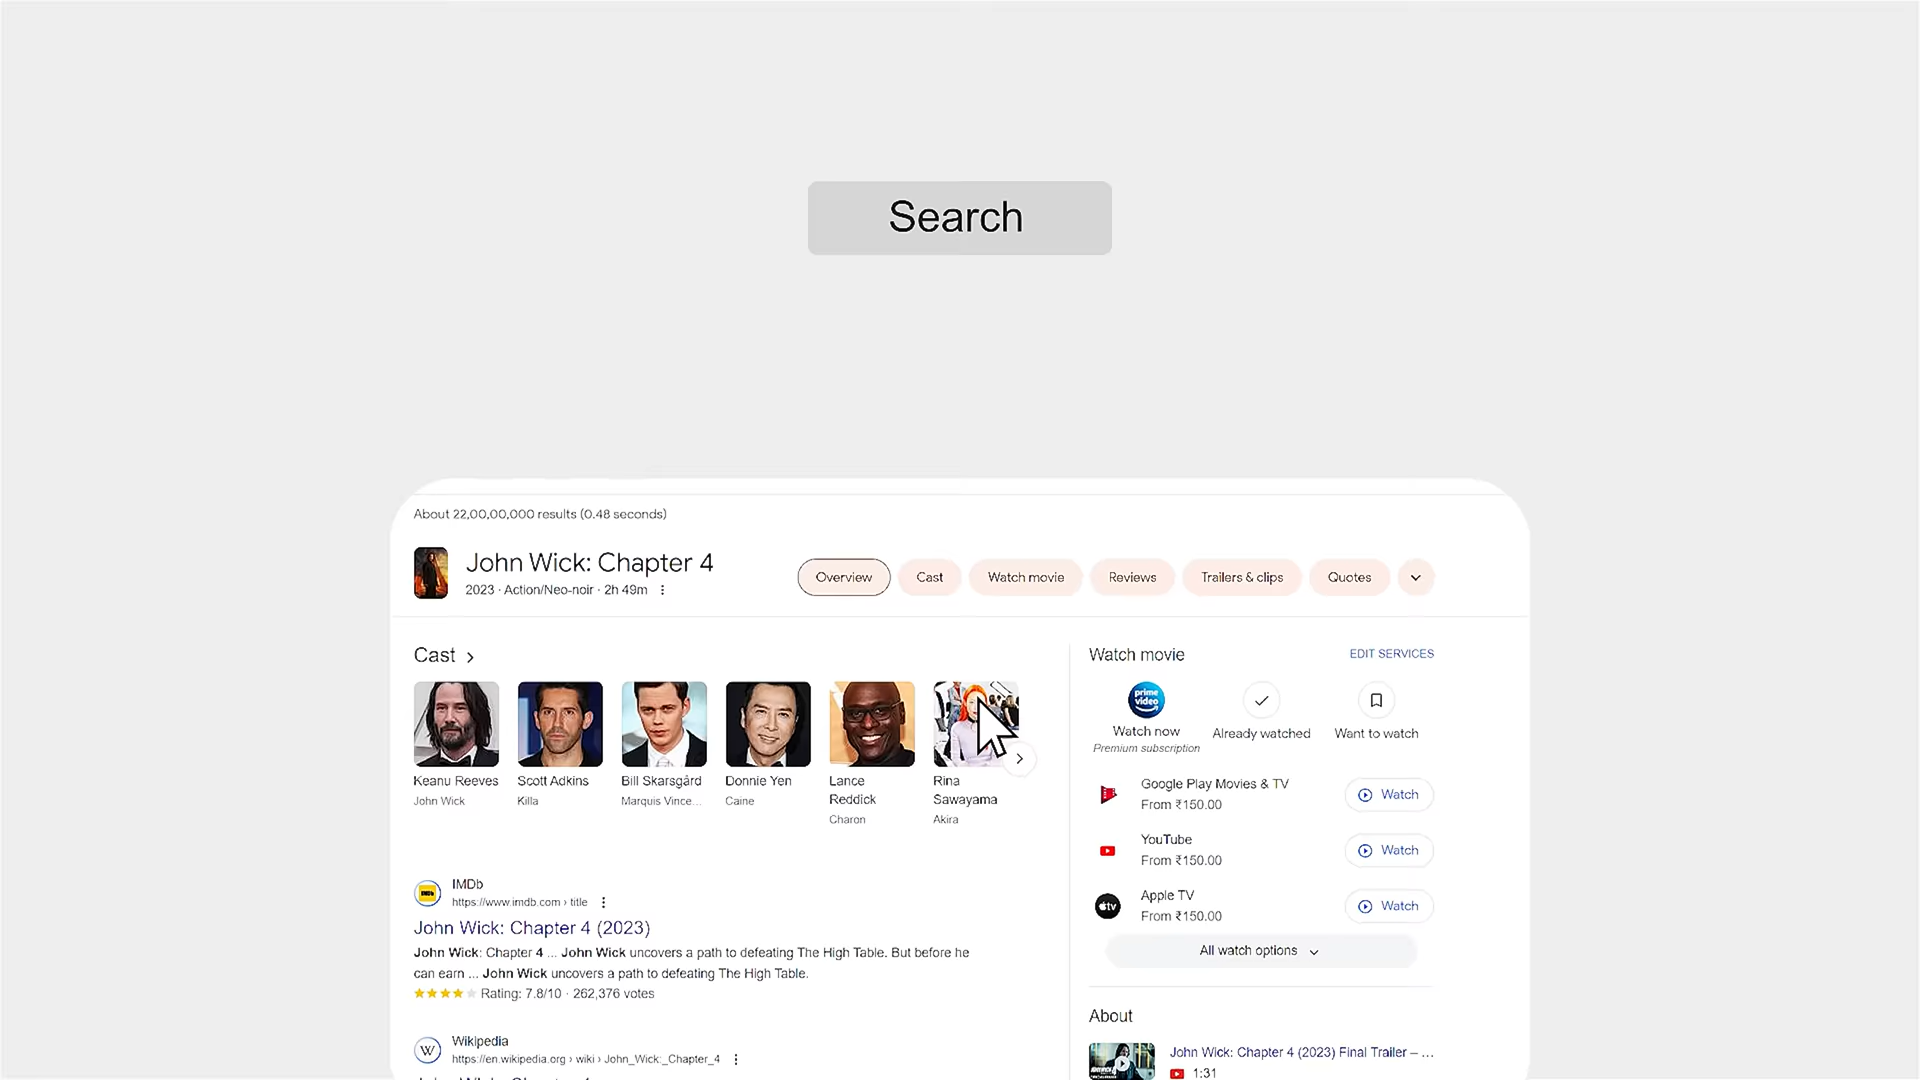 Search
About 22,00,00,000 results (0.48 seconds)
John Wick: Chapter 4
2023 · Action/Neo-noir · 2h 49m
Overview
Cast
Watch movie
Reviews
Trailers & clips
Quotes
Cast
Keanu Reeves
John Wick
Scott Adkins
Killa
Bill Skarsgård
Marquis Vince...
Donnie Yen
Caine
Lance
Reddick
Charon
Rina
Sawayama
Akira
IMDb
https://www.imdb.com › title
John Wick: Chapter 4 (2023)
John Wick: Chapter 4 ... John Wick uncovers a path to defeating The High Table. But before he
can earn ... John Wick uncovers a path to defeating The High Table.
Rating: 7.8/10 · 262,376 votes
W
Wikipedia
https://en.wikipedia.org › wiki › John_Wick:_Chapter_4
Watch movie
EDIT SERVICES
prime
video
Watch now
Premium subscription
Already watched
Want to watch
Google Play Movies & TV
From ₹150.00
Watch
YouTube
From ₹150.00
Watch
tv
Apple TV
From ₹150.00
Watch
All watch options
About
John Wick: Chapter 4 (2023) Final Trailer – ...
1:31